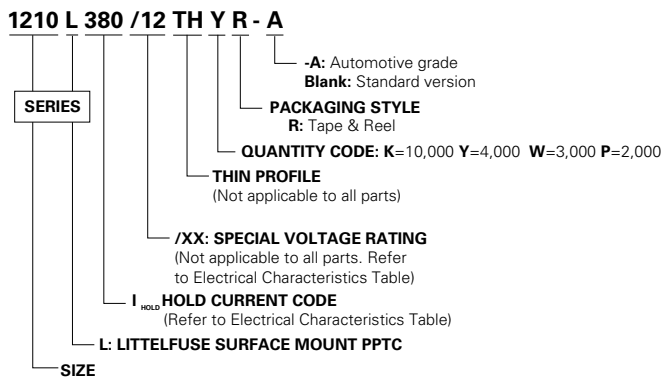 1210 L 380 /12 TH Y R - A
-A: Automotive grade
Blank: Standard version
SERIES
PACKAGING STYLE
R: Tape & Reel
QUANTITY CODE: K=10,000 Y=4,000 W=3,000 P=2,000
THIN PROFILE
(Not applicable to all parts)
/XX: SPECIAL VOLTAGE RATING
(Not applicable to all parts. Refer
to Electrical Characteristics Table)
I HOLD HOLD CURRENT CODE
(Refer to Electrical Characteristics Table)
L: LITTELFUSE SURFACE MOUNT PPTC
SIZE